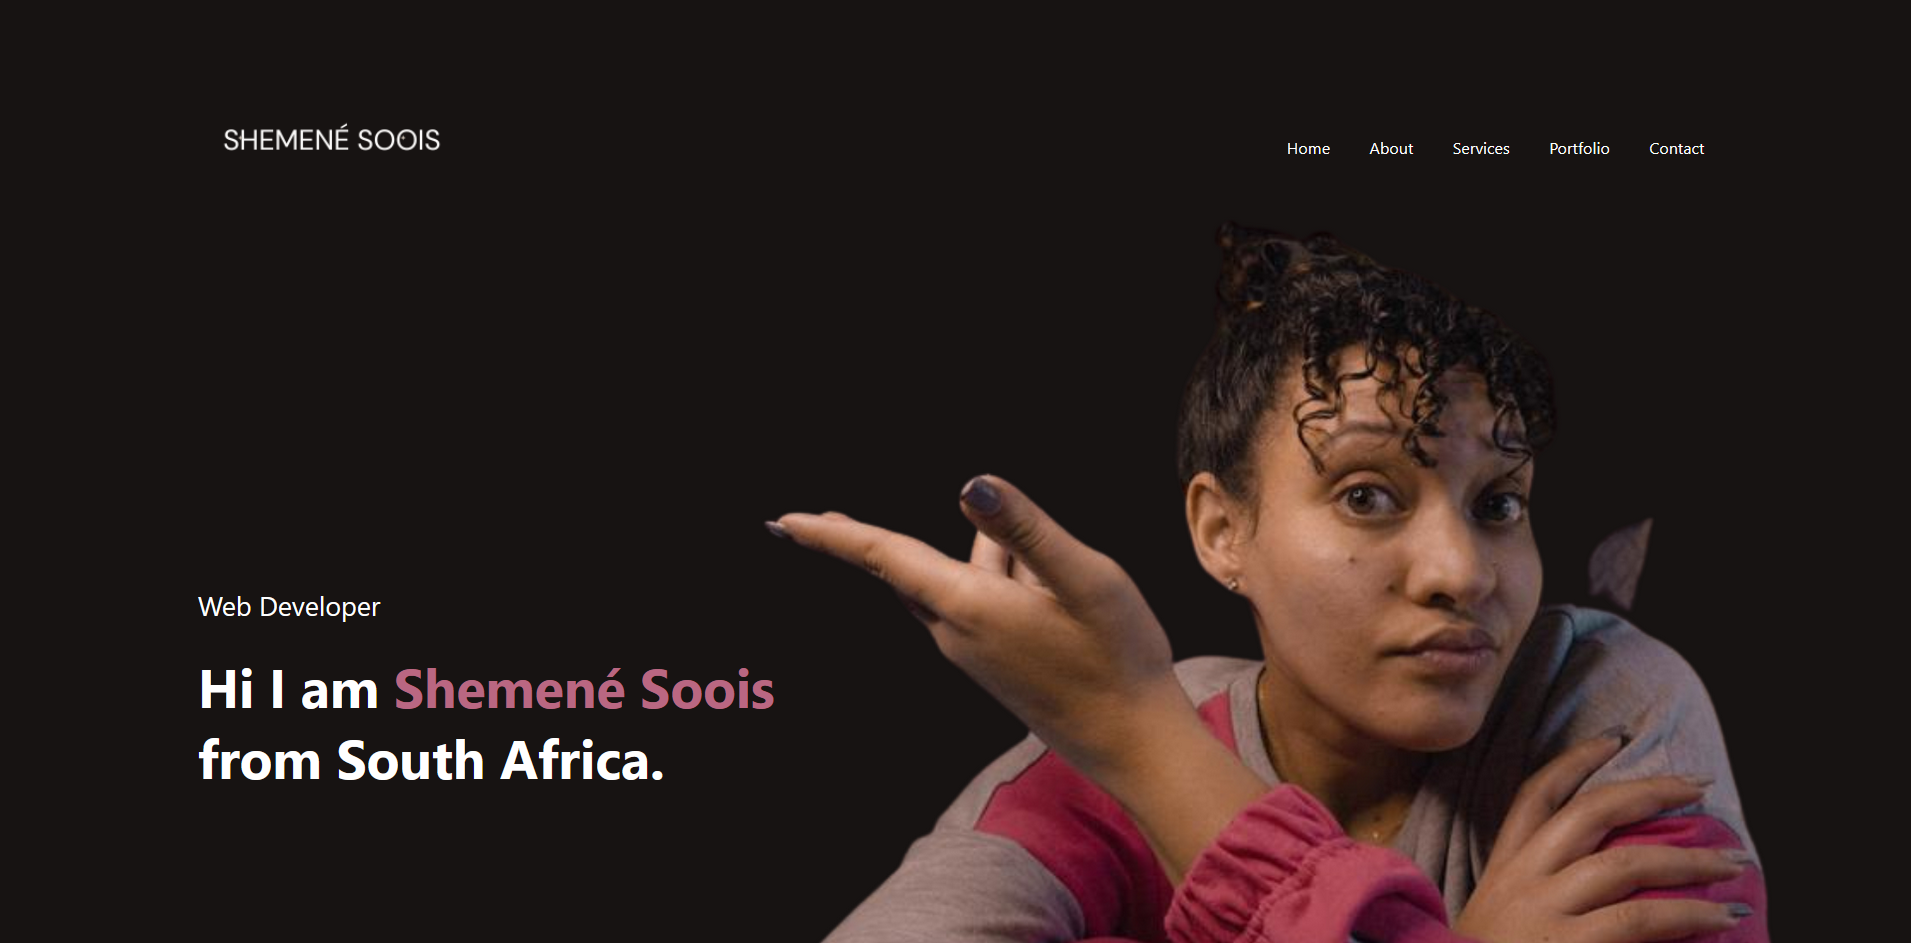 SHEMENÉ SOOIS
Home About Services Portfolio Contact
Web Developer
Hi I am Shemené Soois
from South Africa.